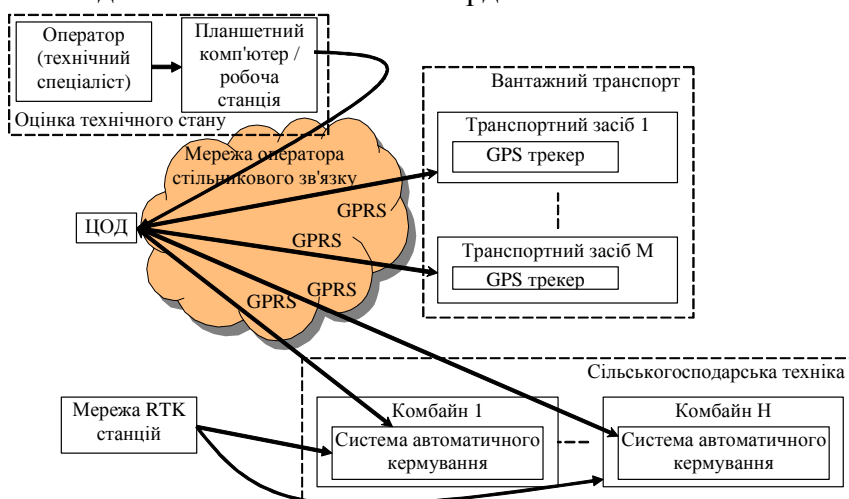 Оператор
(технічний
спеціаліст)
Планшетний
комп'ютер /
робоча
станція
Оцінка технічного стану
Вантажний транспорт
Транспортний засіб 1
GPS трекер
Транспортний засіб М
GPS трекер
Мережа оператора
стільникового зв'язку
ЦОД
GPRS
GPRS
GPRS
GPRS
Сільськогосподарська техніка
Мережа RTK
станцій
Комбайн 1
Система автоматичного
кермування
Комбайн Н
Система автоматичного
кермування